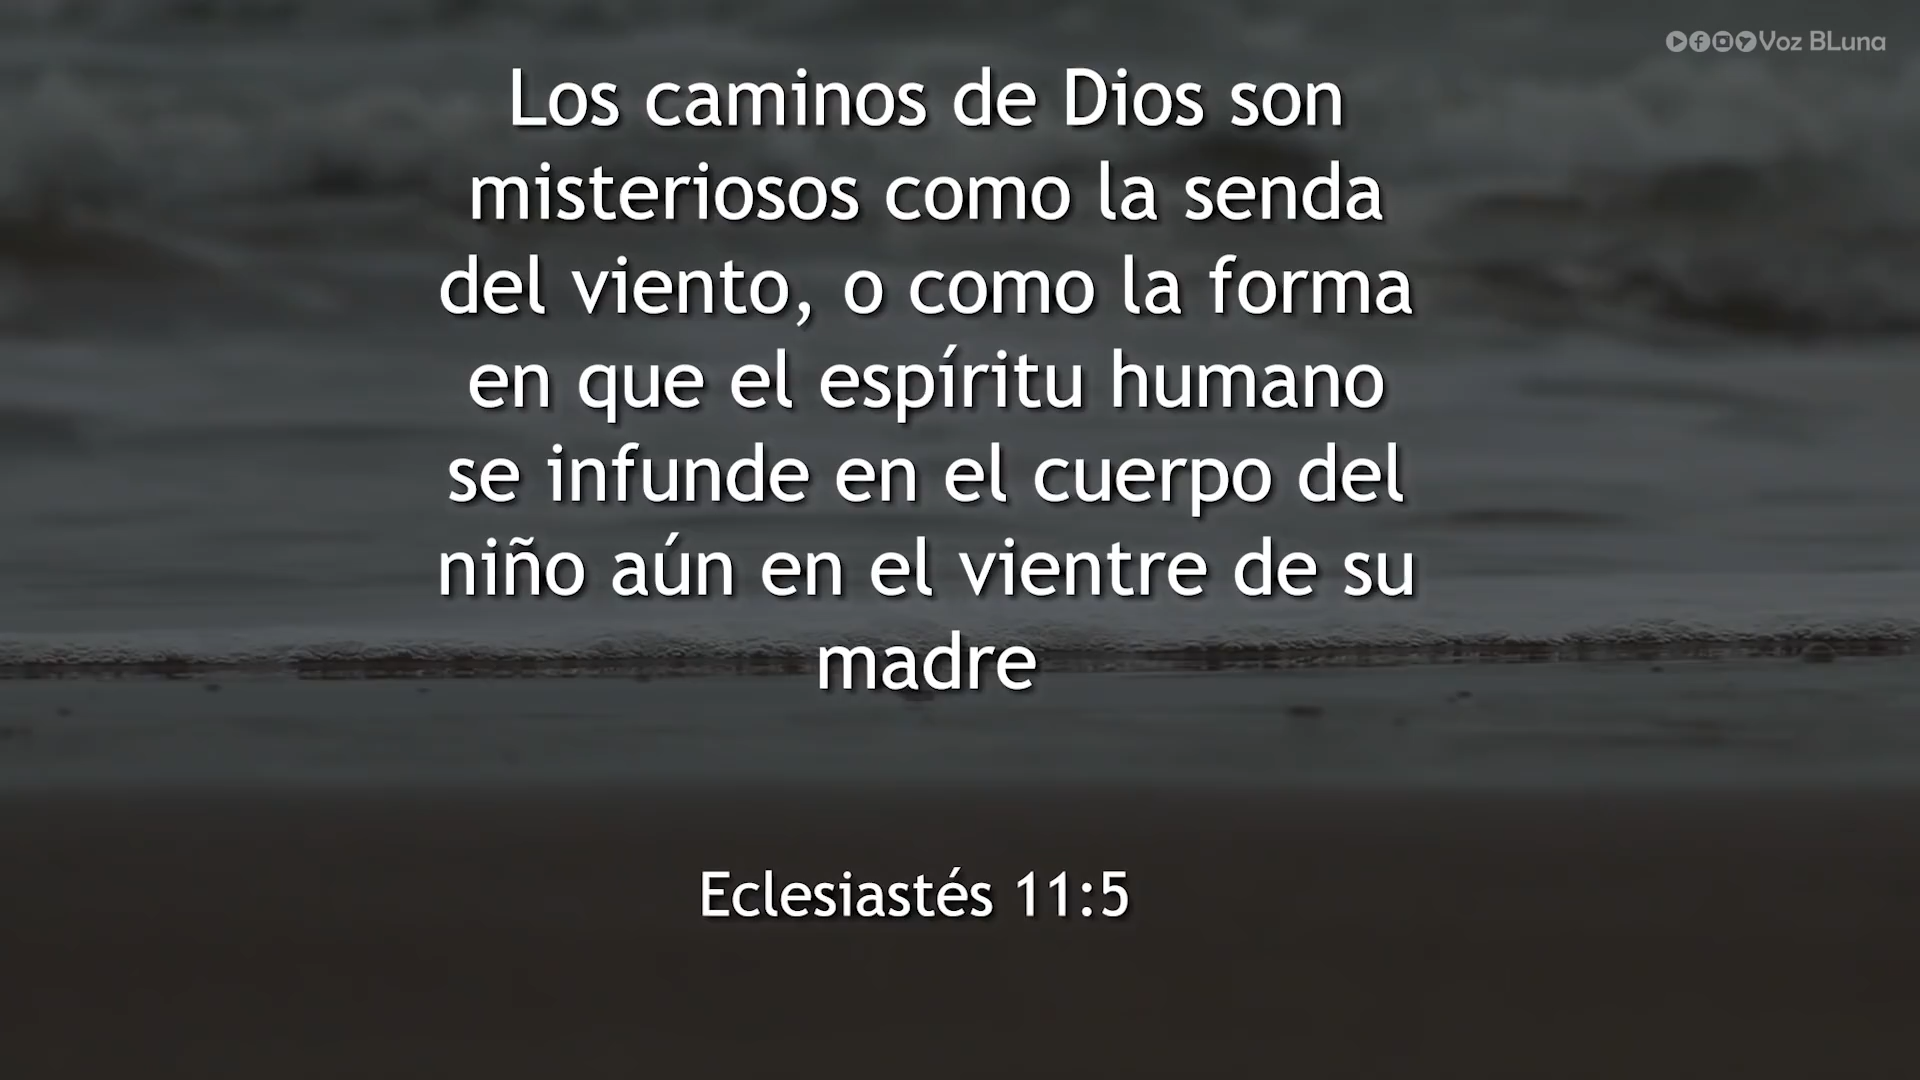 Voz BLuna
Los caminos de Dios son
misteriosos como la senda
del viento, o como la forma
en que el espíritu humano
se infunde en el cuerpo del
niño aún en el vientre de su
madre
Eclesiastés 11:5